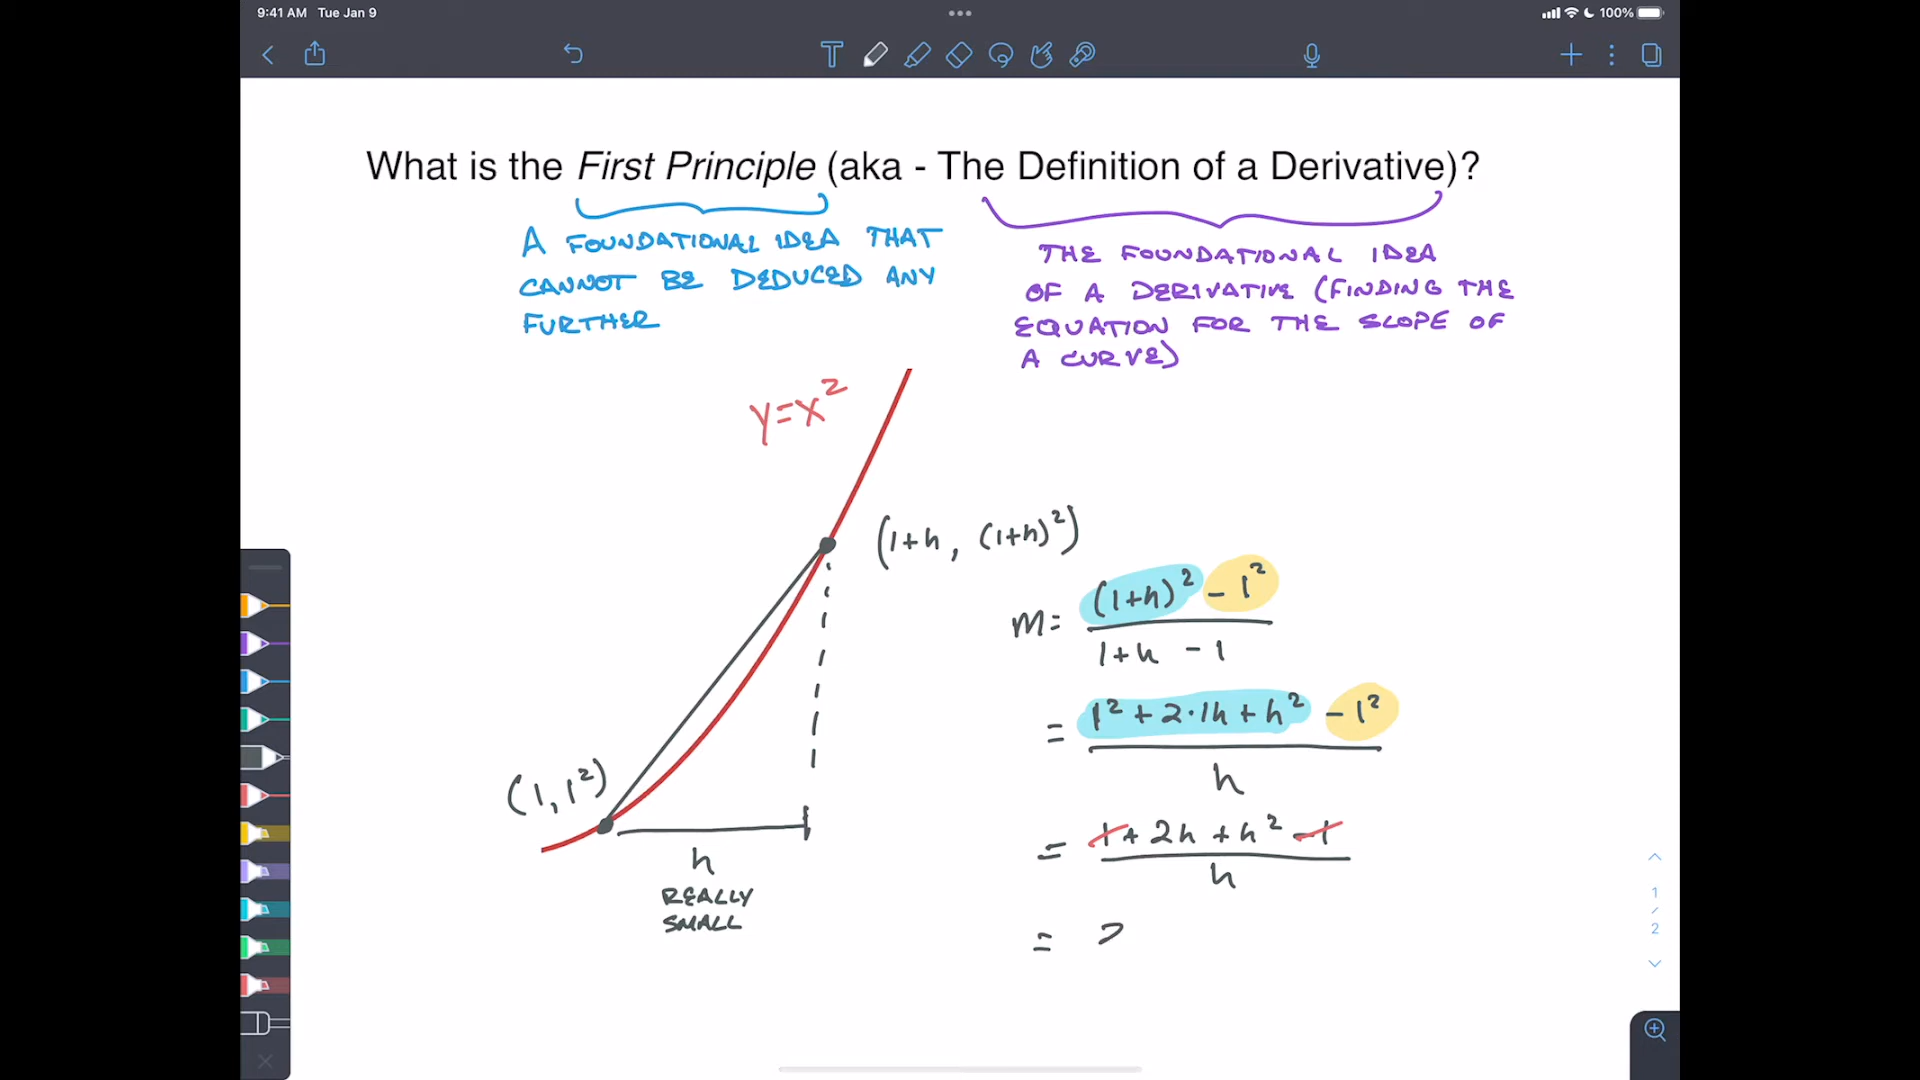 9:41 AM Tue Jan 9
100%
What is the First Principle (aka - The Definition of a Derivative)?
A FOUNDATIONAL IDEA THAT
CANNOT BE DEDUCED ANY
FURTHER
THE FOUNDATIONAL IDEA
OF A DERIVATIVE (FINDING THE
EQUATION FOR THE SLOPE OF
A CURVE)
y=x²
(1+h, (1+h)²)
(1, 1²)
h
REALLY
SMALL
m= (1+h)² - 1²
1+h - 1
= 1² + 2·1h + h² - 1²
h
= 1 + 2h + h² - 1
h
= 2
1
/
2